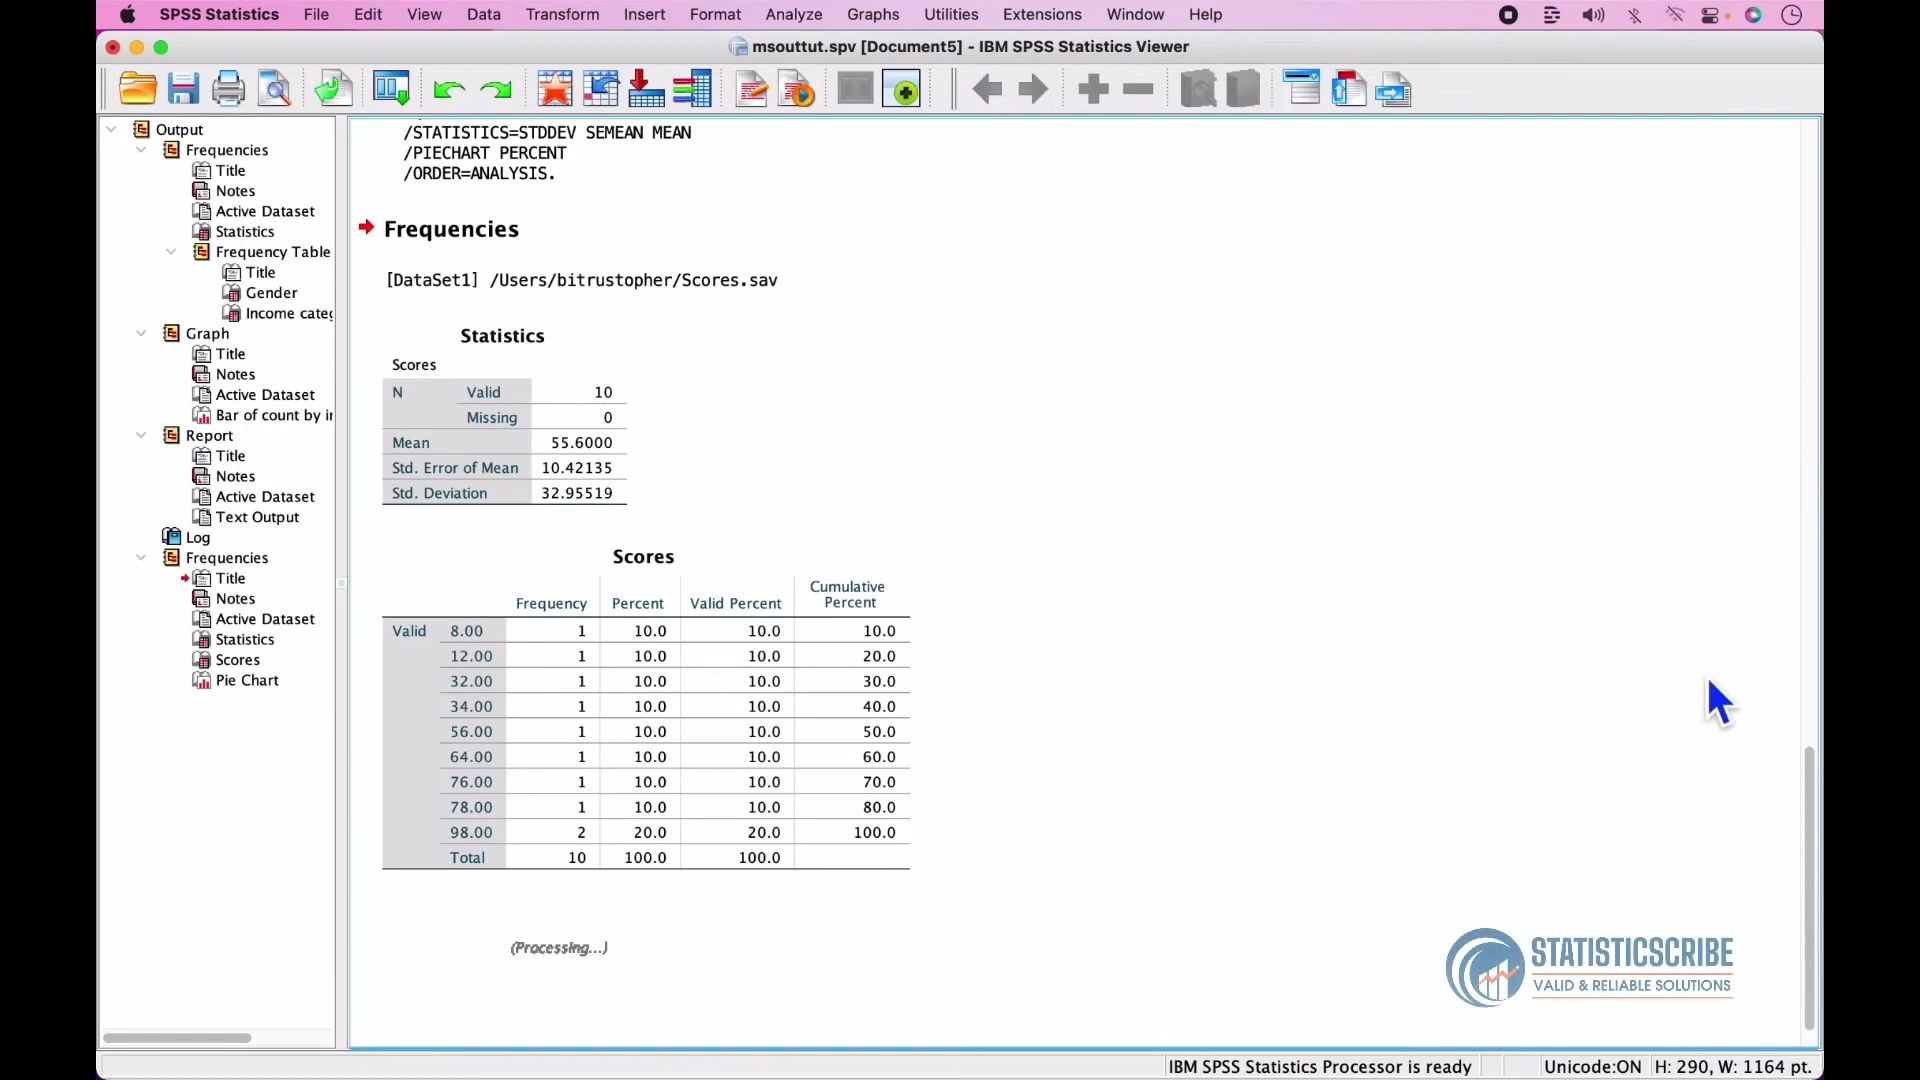 SPSS Statistics File Edit View Data Transform Insert Format Analyze Graphs Utilities Extensions Window Help
msouttut.spv [Document5] - IBM SPSS Statistics Viewer
Output
Frequencies
Title
Notes
Active Dataset
Statistics
Frequency Table
Title
Gender
Income categ
Graph
Title
Notes
Active Dataset
Bar of count by in
Report
Title
Notes
Active Dataset
Text Output
Log
Frequencies
Title
Notes
Active Dataset
Statistics
Scores
Pie Chart
/STATISTICS=STDDEV SEMEAN MEAN
/PIECHART PERCENT
/ORDER=ANALYSIS.
Frequencies
[DataSet1] /Users/bitrustopher/Scores.sav
Statistics
Scores
N Valid 10
Missing 0
Mean 55.6000
Std. Error of Mean 10.42135
Std. Deviation 32.95519
Scores
Frequency Percent Valid Percent Cumulative Percent
Valid 8.00 1 10.0 10.0 10.0
12.00 1 10.0 10.0 20.0
32.00 1 10.0 10.0 30.0
34.00 1 10.0 10.0 40.0
56.00 1 10.0 10.0 50.0
64.00 1 10.0 10.0 60.0
76.00 1 10.0 10.0 70.0
78.00 1 10.0 10.0 80.0
98.00 2 20.0 20.0 100.0
Total 10 100.0 100.0
(Processing...)
STATISTICSCRIBE
VALID & RELIABLE SOLUTIONS
IBM SPSS Statistics Processor is ready Unicode:ON H: 290, W: 1164 pt.